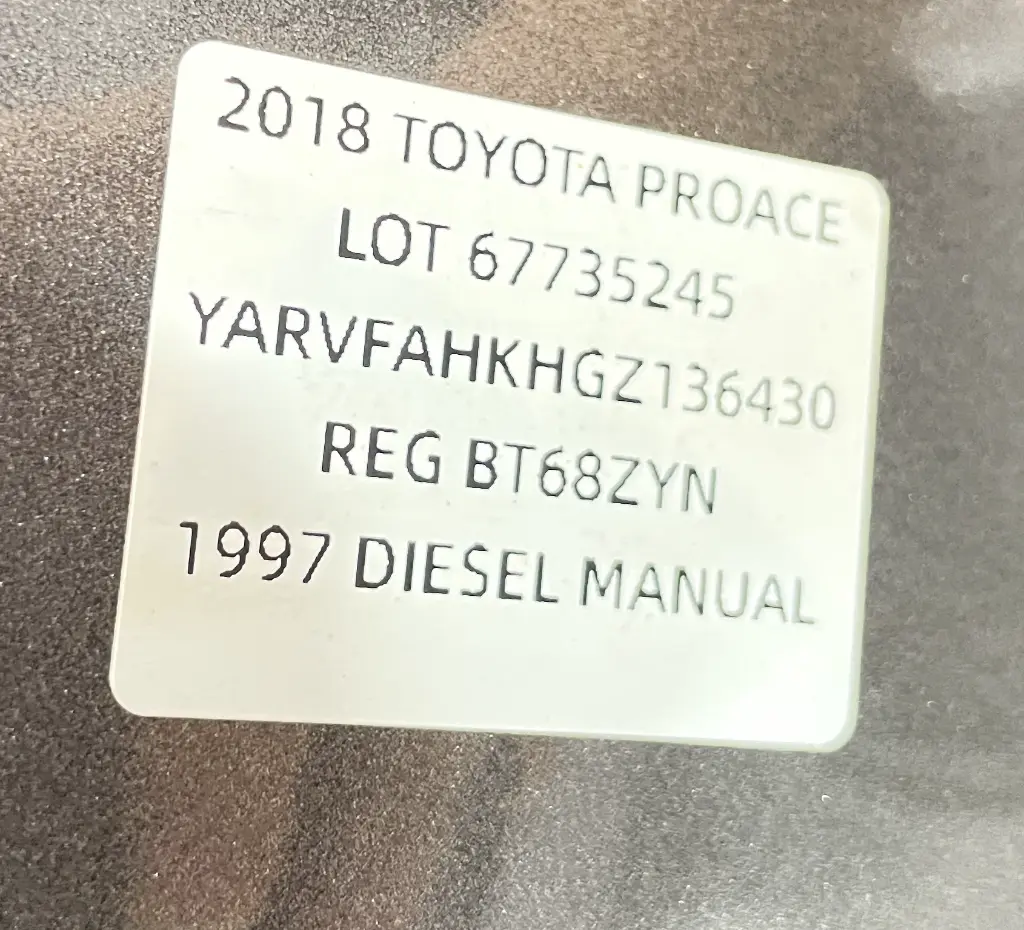 2018 TOYOTA PROACE
LOT 67735245
YARVFAHKHGZ136430
REG BT68ZYN
1997 DIESEL MANUAL